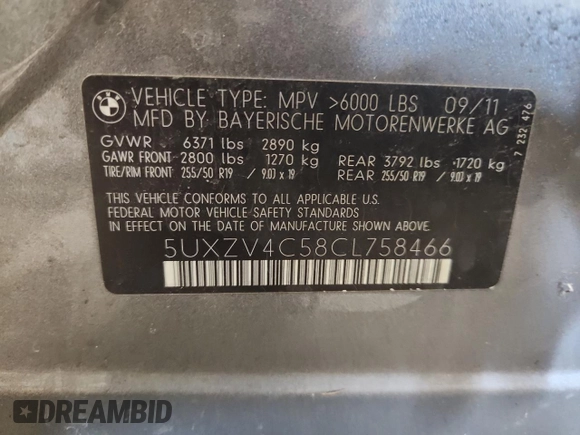 BMW
VEHICLE TYPE: MPV >6000 LBS 09/11
MFD BY BAYERISCHE MOTORENWERKE AG
GVWR 6371 lbs 2890 kg
GAWR FRONT 2800 lbs 1270 kg REAR 3792 lbs 1720 kg
TIRE/RIM FRONT 255/50 R19 / 9.0J x 19 REAR 255/50 R19 / 9.0J x 19
THIS VEHICLE CONFORMS TO ALL APPLICABLE U.S.
FEDERAL MOTOR VEHICLE SAFETY STANDARDS
IN EFFECT ON THE DATE OF MANUFACTURE SHOWN ABOVE.
5UXZV4C58CL758466
7 232 476
DREAMBID